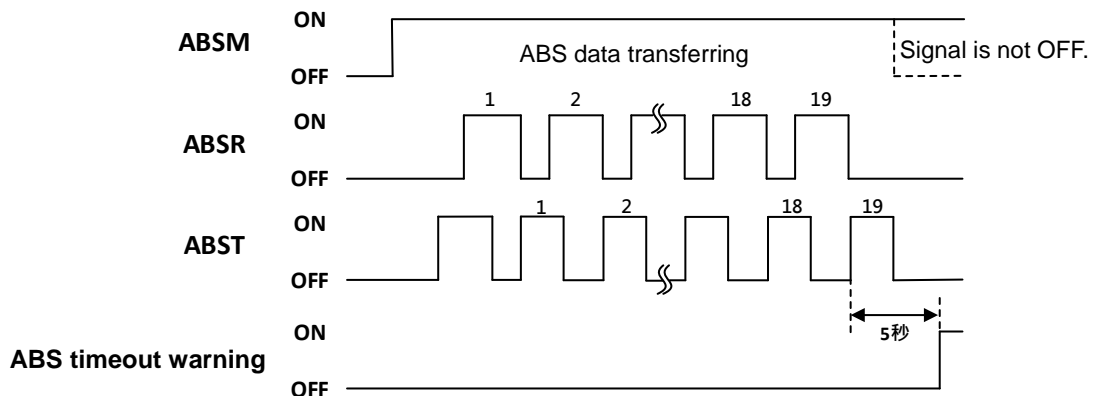 ON
ABSM
ABS data transferring
Signal is not OFF.
OFF
1 2 18 19
ON
ABSR
OFF
1 2 18 19
ON
ABST
OFF
ON
5秒
ABS timeout warning
OFF